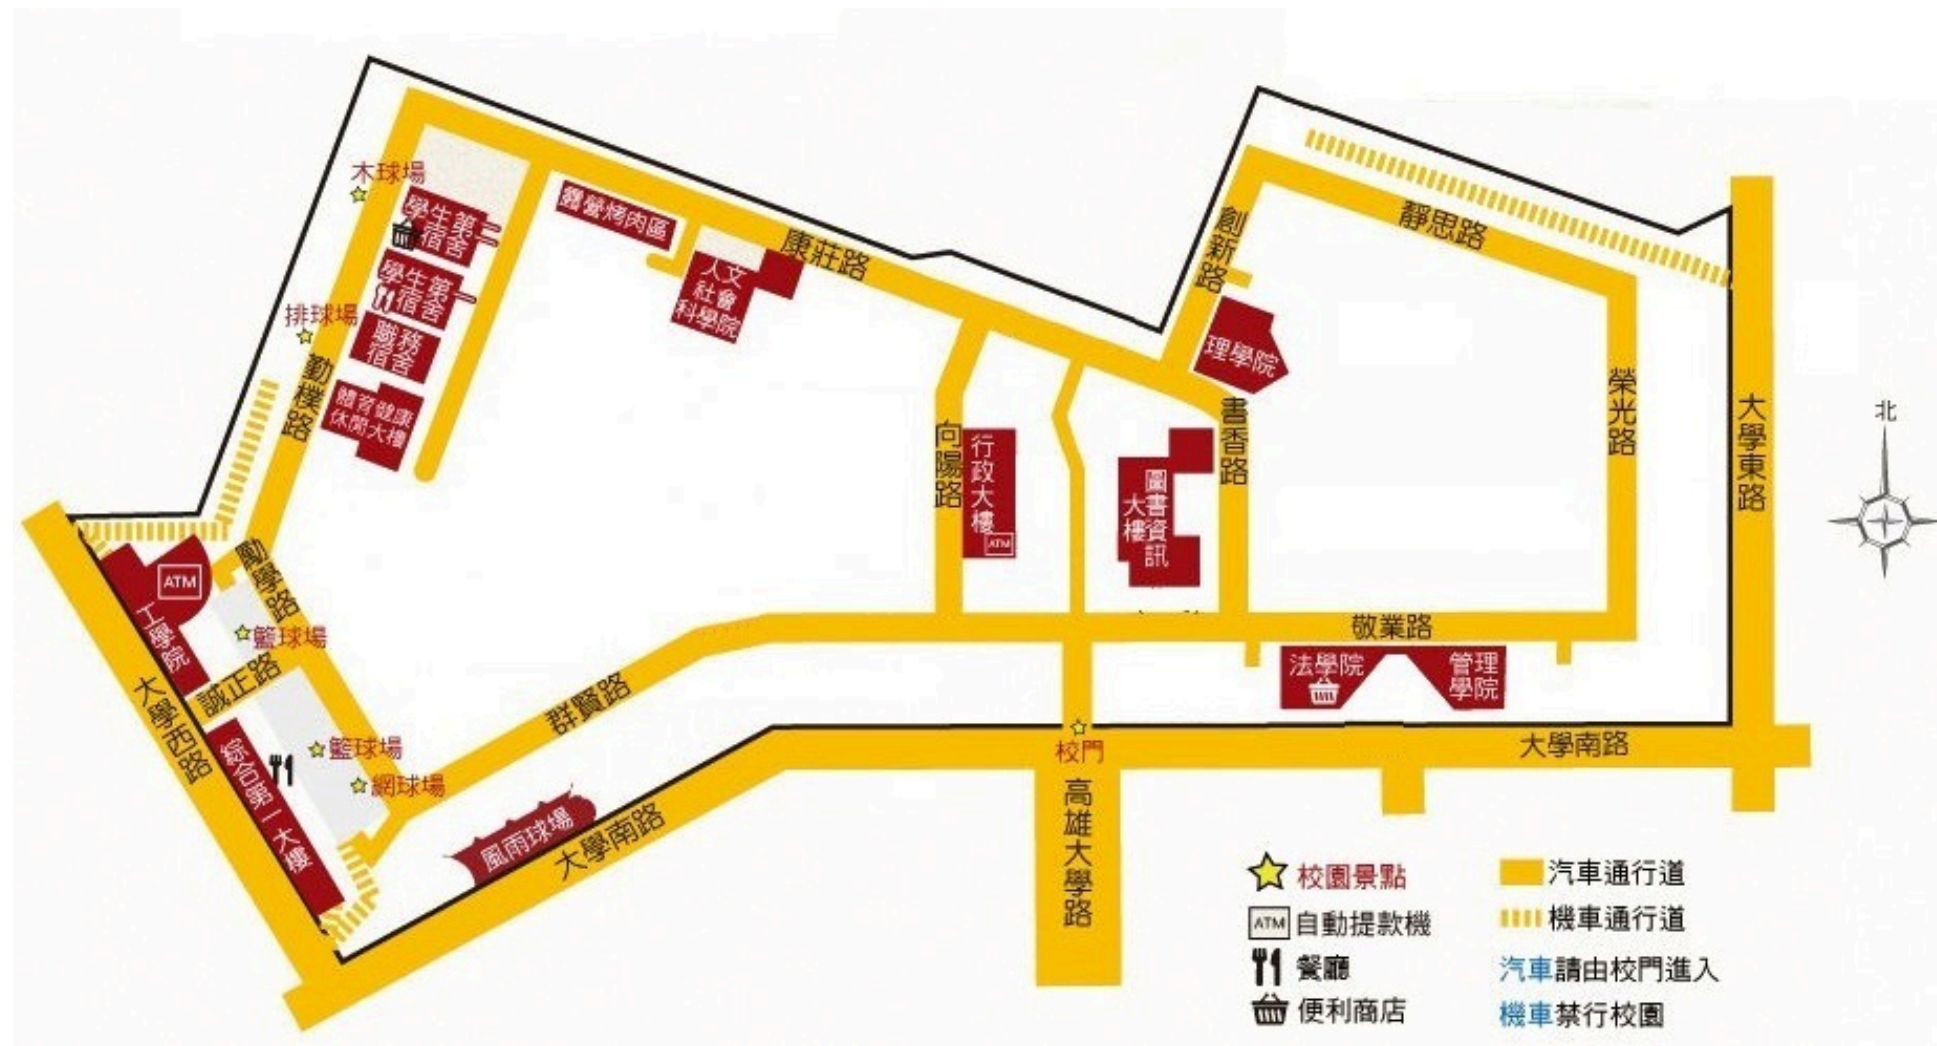 木球場
學生第
宿舍
學生第
宿舍
排球場
職務
宿舍
體育健康
休閒大樓
勤樸路
露營烤肉區
人文
社會
科學院
康莊路
創新路
靜思路
理學院
榮光路
大學東路
北
向陽路
行政大樓
ATM
圖書資訊
大樓
書香路
ATM
工學院
勵學路
籃球場
誠正路
大學西路
綜合第一大樓
籃球場
網球場
群賢路
風雨球場
大學南路
敬業路
法學院
管理
學院
校門
大學南路
高雄大學路
校園景點
ATM 自動提款機
餐廳
便利商店
汽車通行道
機車通行道
汽車請由校門進入
機車禁行校園